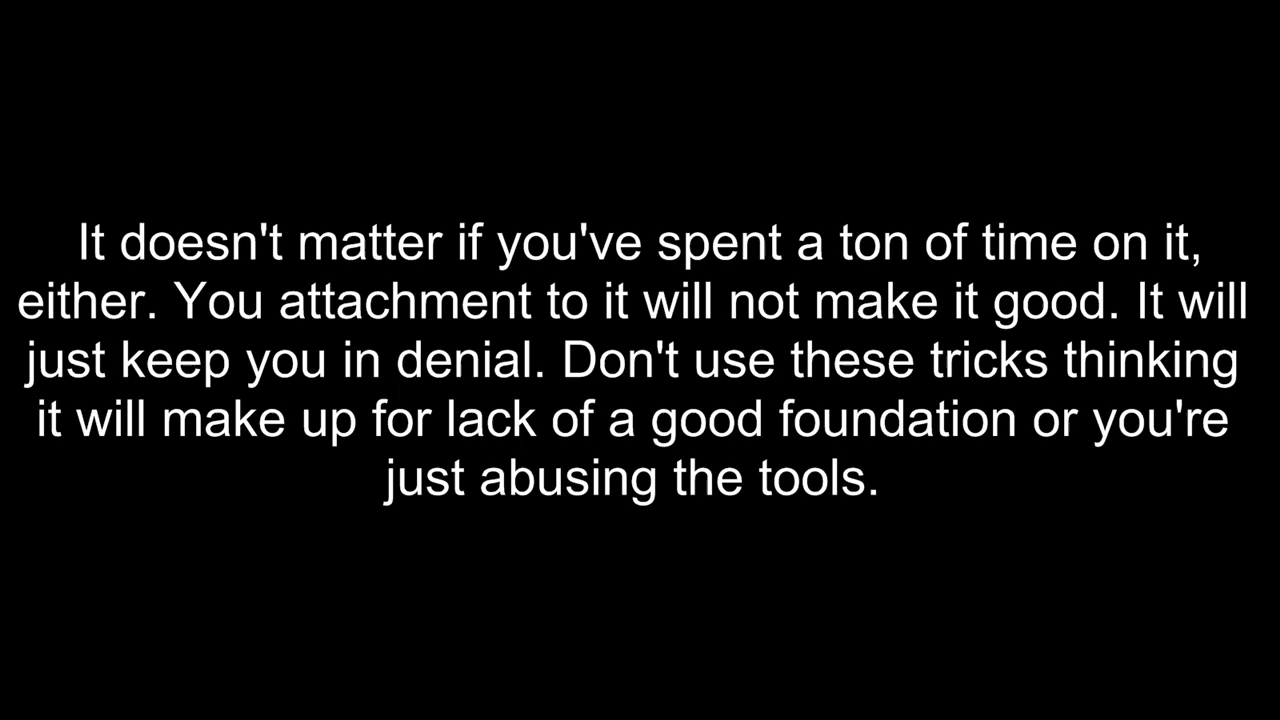 It doesn't matter if you've spent a ton of time on it,
either. You attachment to it will not make it good. It will
just keep you in denial. Don't use these tricks thinking
it will make up for lack of a good foundation or you're
just abusing the tools.